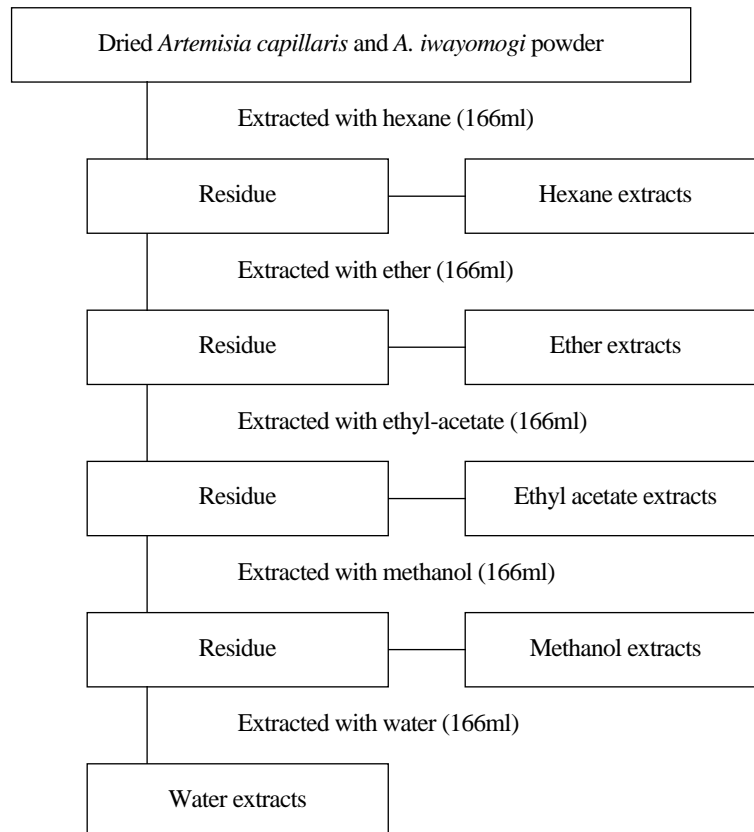 Dried Artemisia capillaris and A. iwayomogi powder
Extracted with hexane (166ml)
Residue
Hexane extracts
Extracted with ether (166ml)
Residue
Ether extracts
Extracted with ethyl-acetate (166ml)
Residue
Ethyl acetate extracts
Extracted with methanol (166ml)
Residue
Methanol extracts
Extracted with water (166ml)
Water extracts